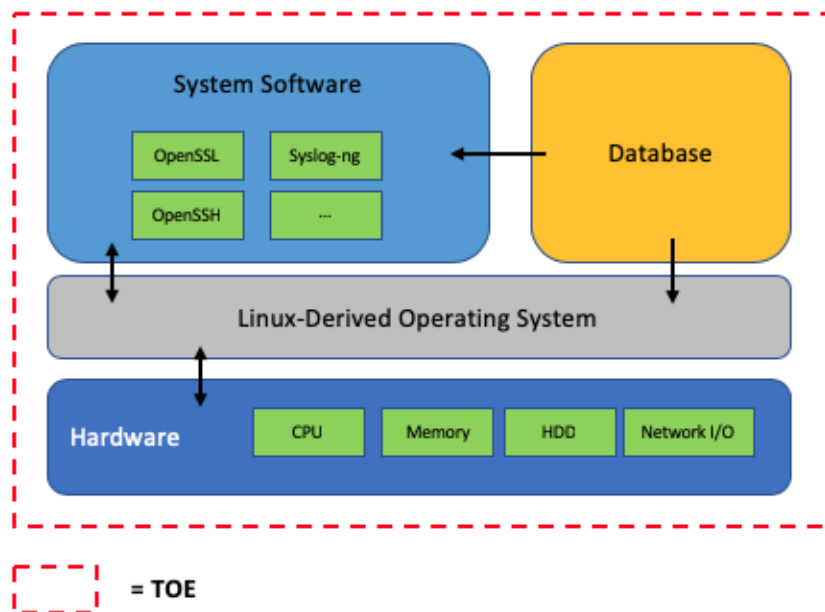 System Software
OpenSSL
Syslog-ng
OpenSSH
...
Database
Linux-Derived Operating System
Hardware
CPU
Memory
HDD
Network I/O
= TOE